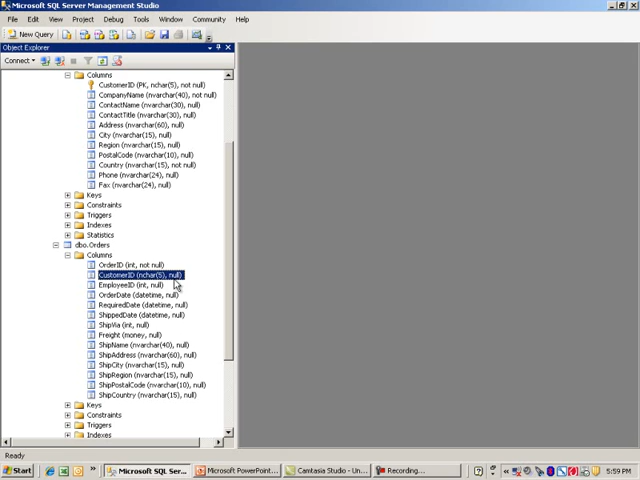 Microsoft SQL Server Management Studio
File Edit View Project Debug Tools Window Community Help
New Query
Object Explorer
Connect
Columns
CustomerID (PK, nchar(5), not null)
CompanyName (nvarchar(40), not null)
ContactName (nvarchar(30), null)
ContactTitle (nvarchar(30), null)
Address (nvarchar(60), null)
City (nvarchar(15), null)
Region (nvarchar(15), null)
PostalCode (nvarchar(10), null)
Country (nvarchar(15), not null)
Phone (nvarchar(24), null)
Fax (nvarchar(24), null)
Keys
Constraints
Triggers
Indexes
Statistics
dbo.Orders
Columns
OrderID (int, not null)
CustomerID (nchar(5), null)
EmployeeID (int, null)
OrderDate (datetime, null)
RequiredDate (datetime, null)
ShippedDate (datetime, null)
ShipVia (int, null)
Freight (money, null)
ShipName (nvarchar(40), null)
ShipAddress (nvarchar(60), null)
ShipCity (nvarchar(15), null)
ShipRegion (nvarchar(15), null)
ShipPostalCode (nvarchar(10), null)
ShipCountry (nvarchar(15), null)
Keys
Constraints
Triggers
Indexes
Ready
Start » Microsoft SQL Ser... Microsoft PowerPoint... Camtasia Studio - Un... Recording... « 5:59 PM